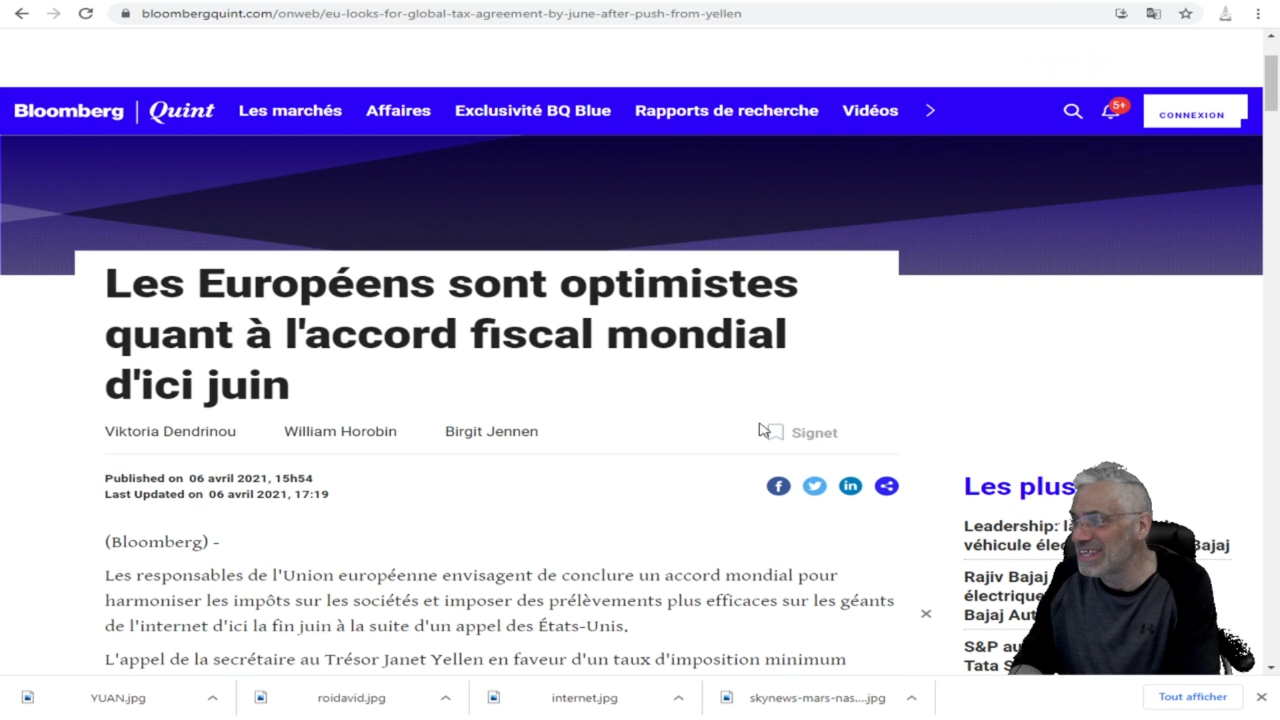 bloombergquint.com/onweb/eu-looks-for-global-tax-agreement-by-june-after-push-from-yellen
Bloomberg | Quint Les marchés Affaires Exclusivité BQ Blue Rapports de recherche Vidéos 5+ CONNEXION
Les Européens sont optimistes
quant à l'accord fiscal mondial
d'ici juin
Viktoria Dendrinou William Horobin Birgit Jennen Signet
Published on 06 avril 2021, 15h54
Last Updated on 06 avril 2021, 17:19
(Bloomberg) -
Les responsables de l'Union européenne envisagent de conclure un accord mondial pour
harmoniser les impôts sur les sociétés et imposer des prélèvements plus efficaces sur les géants
de l'internet d'ici la fin juin à la suite d'un appel des États-Unis.
L'appel de la secrétaire au Trésor Janet Yellen en faveur d'un taux d'imposition minimum
Les plus
Leadership:
véhicule Bajaj
Rajiv Bajaj
électrique
Bajaj Aut
S&P au
Tata S
YUAN.jpg roidavid.jpg internet.jpg skynews-mars-nas....jpg Tout afficher